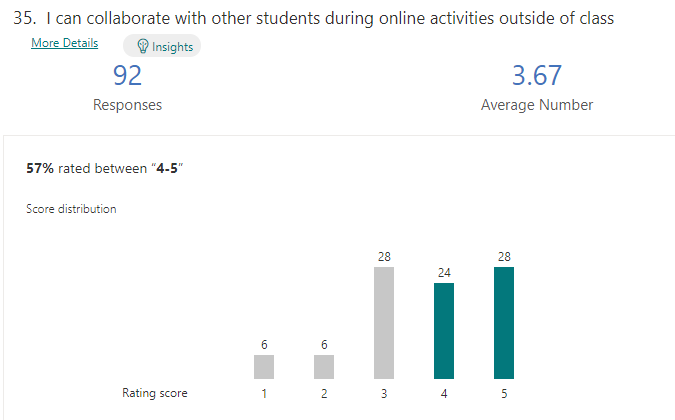 35. I can collaborate with other students during online activities outside of class
More Details
Insights
92
3.67
Responses
Average Number
57% rated between "4-5"
Score distribution
28
28
24
6
6
Rating score
1
2
3
4
5